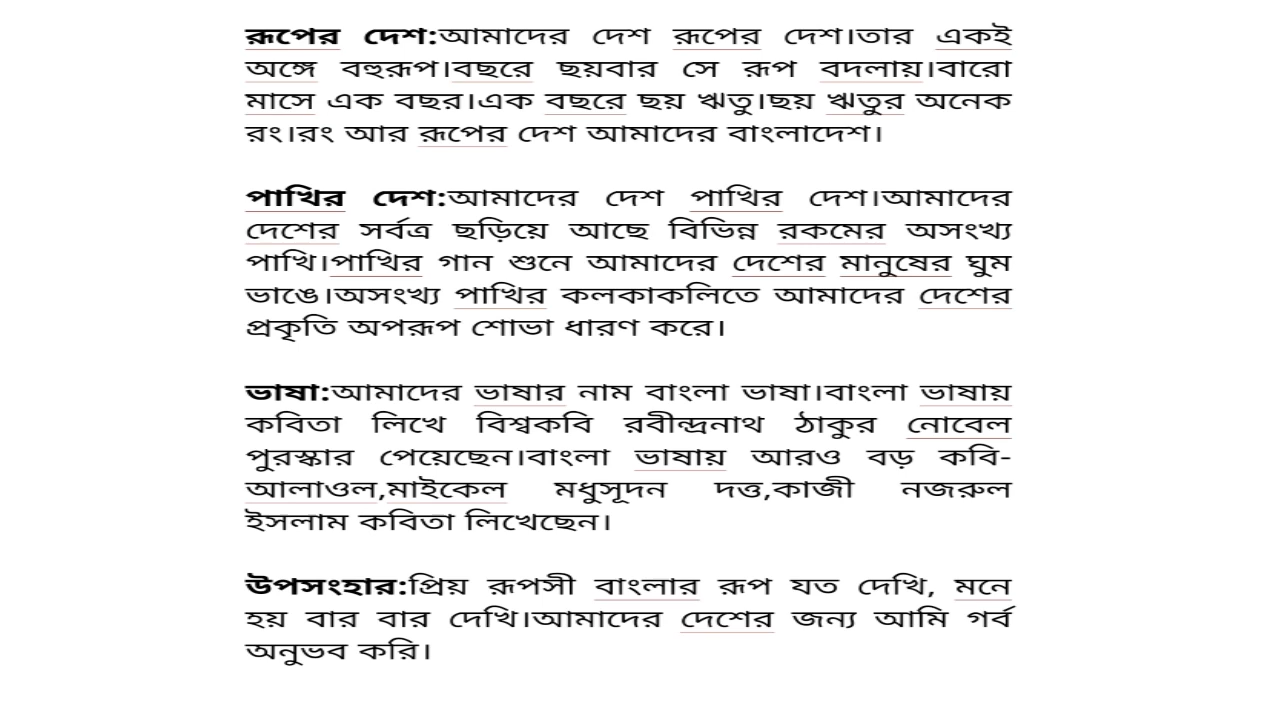 রূপের দেশ:আমাদের দেশ রূপের দেশ।তার একই
অঙ্গে বহুরূপ।বছরে ছয়বার সে রূপ বদলায়।বারো
মাসে এক বছর।এক বছরে ছয় ঋতু।ছয় ঋতুর অনেক
রং।রং আর রূপের দেশ আমাদের বাংলাদেশ।
পাখির দেশ:আমাদের দেশ পাখির দেশ।আমাদের
দেশের সর্বত্র ছড়িয়ে আছে বিভিন্ন রকমের অসংখ্য
পাখি।পাখির গান শুনে আমাদের দেশের মানুষের ঘুম
ভাঙে।অসংখ্য পাখির কলকাকলিতে আমাদের দেশের
প্রকৃতি অপরূপ শোভা ধারণ করে।
ভাষা:আমাদের ভাষার নাম বাংলা ভাষা।বাংলা ভাষায়
কবিতা লিখে বিশ্বকবি রবীন্দ্রনাথ ঠাকুর নোবেল
পুরস্কার পেয়েছেন।বাংলা ভাষায় আরও বড় কবি-
আলাওল,মাইকেল মধুসূদন দত্ত,কাজী নজরুল
ইসলাম কবিতা লিখেছেন।
উপসংহার:প্রিয় রূপসী বাংলার রূপ যত দেখি, মনে
হয় বার বার দেখি।আমাদের দেশের জন্য আমি গর্ব
অনুভব করি।